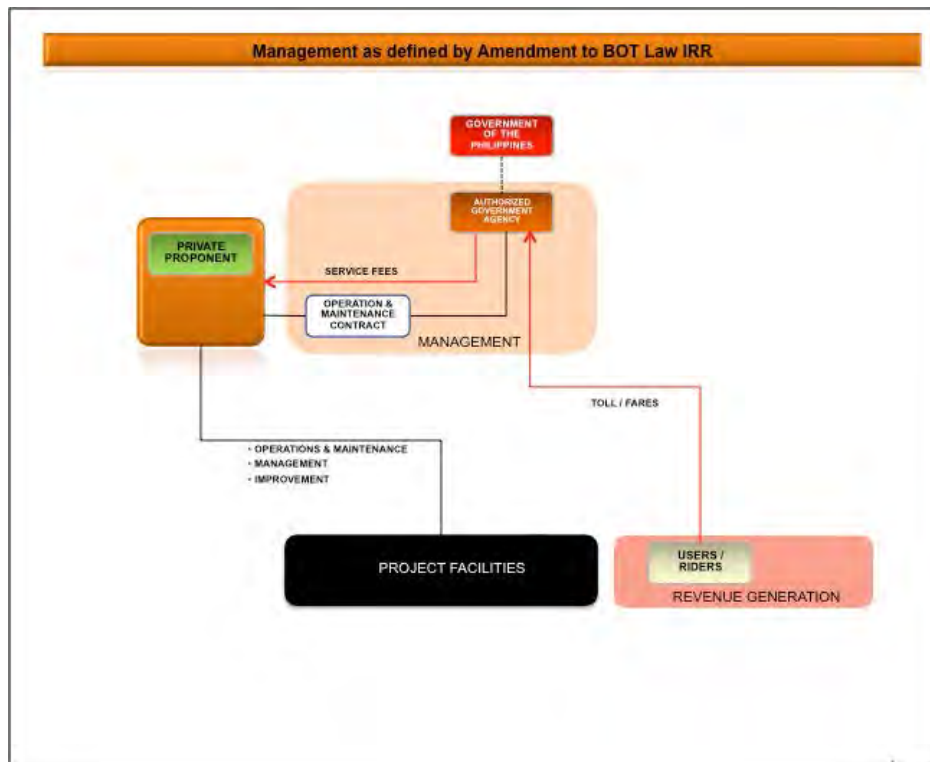 Management as defined by Amendment to BOT Law IRR
GOVERNMENT
OF THE
PHILIPPINES
AUTHORIZED
GOVERNMENT
AGENCY
PRIVATE
PROPONENT
SERVICE FEES
OPERATION &
MAINTENANCE
CONTRACT
MANAGEMENT
TOLL / FARES
· OPERATIONS & MAINTENANCE
· MANAGEMENT
· IMPROVEMENT
PROJECT FACILITIES
USERS /
RIDERS
REVENUE GENERATION